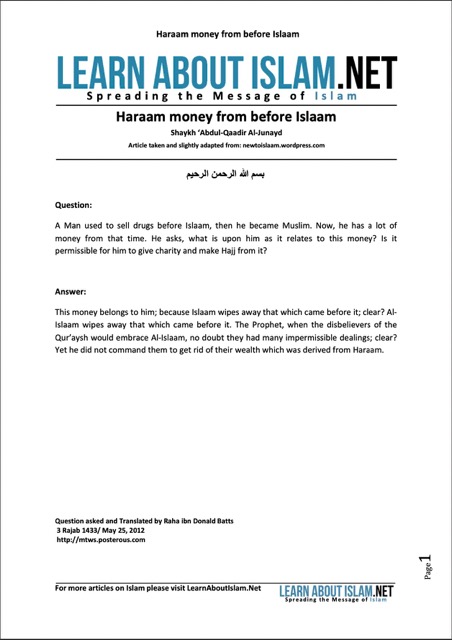 Haraam money from before Islaam
LEARN ABOUT ISLAM.NET
Spreading the Message of Islam
Haraam money from before Islaam
Shaykh ‘Abdul-Qaadir Al-Junayd
Article taken and slightly adapted from: newtoislaam.wordpress.com
بسم الله الرحمن الرحيم
Question:
A Man used to sell drugs before Islaam, then he became Muslim. Now, he has a lot of
money from that time. He asks, what is upon him as it relates to this money? Is it
permissible for him to give charity and make Hajj from it?
Answer:
This money belongs to him; because Islaam wipes away that which came before it; clear? Al-
Islaam wipes away that which came before it. The Prophet, when the disbelievers of the
Qur’aysh would embrace Al-Islaam, no doubt they had many impermissible dealings; clear?
Yet he did not command them to get rid of their wealth which was derived from Haraam.
Question asked and Translated by Raha ibn Donald Batts
3 Rajab 1433/ May 25, 2012
http://mtws.posterous.com
Page 1
For more articles on Islam please visit LearnAboutIslam.Net
LEARN ABOUT ISLAM.NET
Spreading the Message of Islam